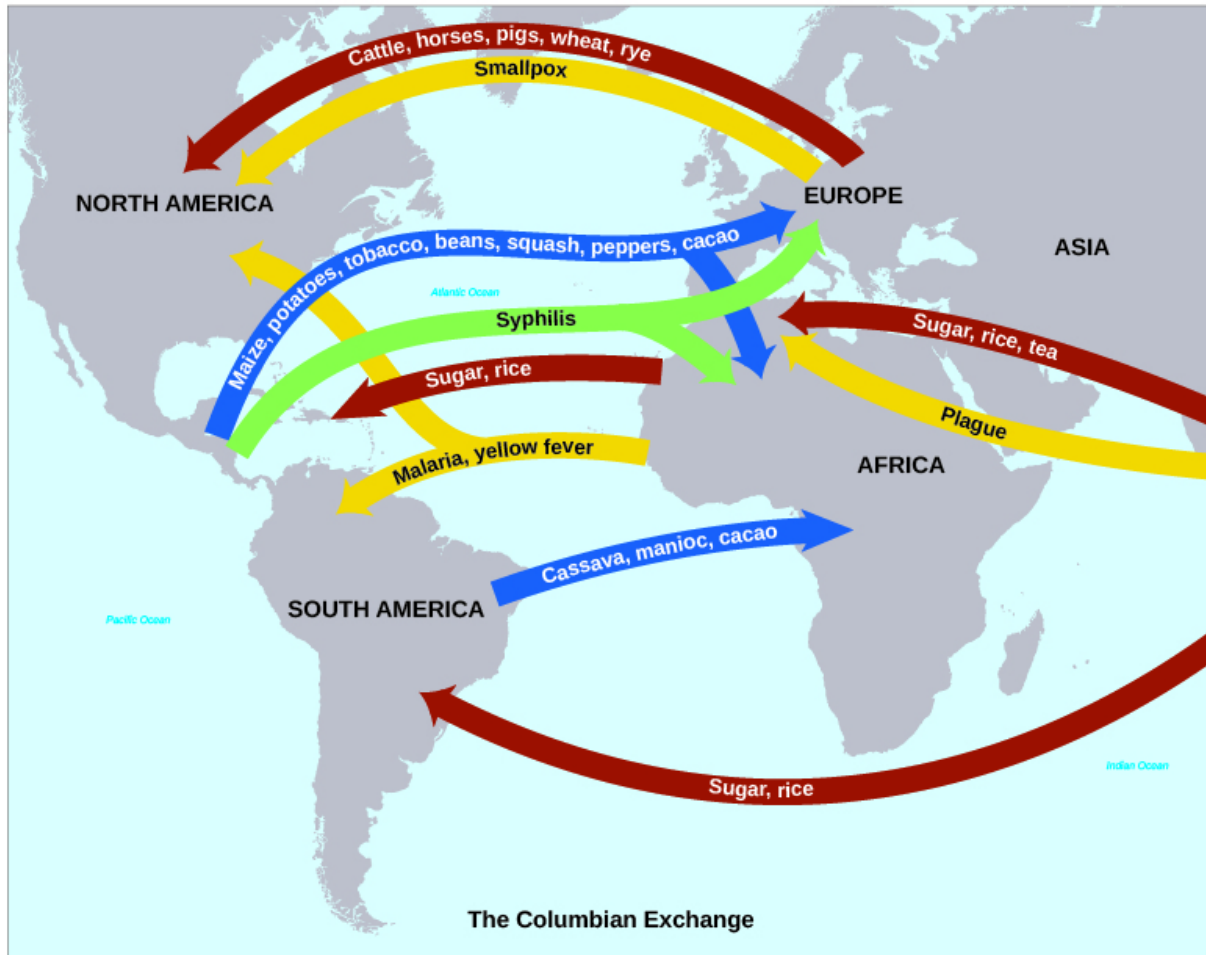 Cattle, horses, pigs, wheat, rye
Smallpox
NORTH AMERICA
EUROPE
ASIA
Maize, potatoes, tobacco, beans, squash, peppers, cacao
Atlantic Ocean
Syphilis
Sugar, rice, tea
Sugar, rice
Plague
Malaria, yellow fever
AFRICA
Cassava, manioc, cacao
SOUTH AMERICA
Pacific Ocean
Indian Ocean
Sugar, rice
The Columbian Exchange